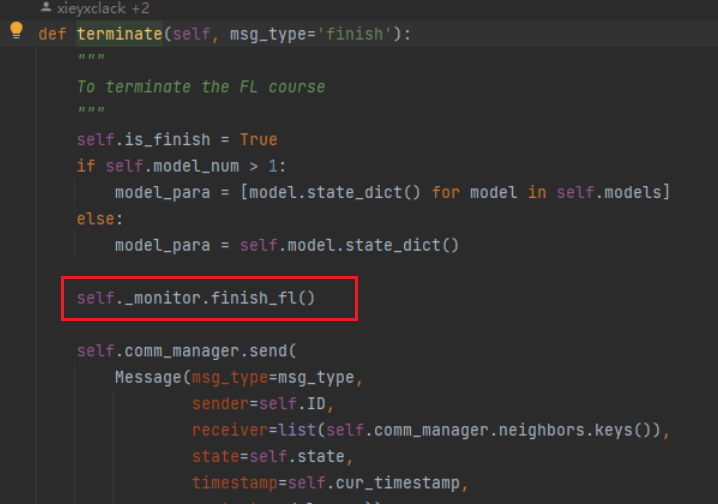 xieyxclack +2
def terminate(self, msg_type='finish'):
"""
To terminate the FL course
"""
self.is_finish = True
if self.model_num > 1:
model_para = [model.state_dict() for model in self.models]
else:
model_para = self.model.state_dict()
self._monitor.finish_fl()
self.comm_manager.send(
Message(msg_type=msg_type,
sender=self.ID,
receiver=list(self.comm_manager.neighbors.keys()),
state=self.state,
timestamp=self.cur_timestamp,